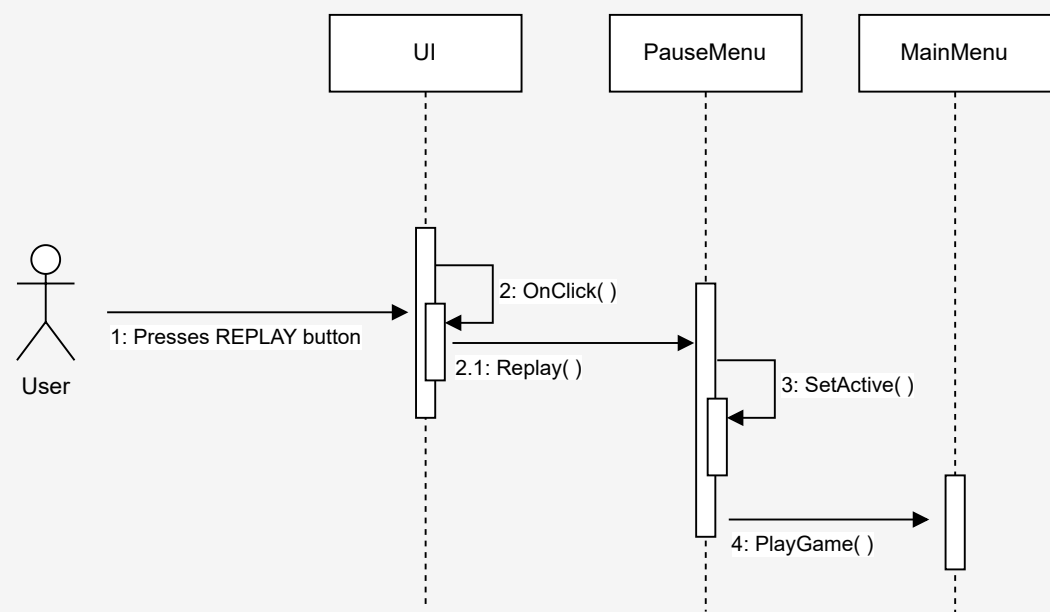 UI
PauseMenu
MainMenu
2: OnClick( )
1: Presses REPLAY button
2.1: Replay( )
User
3: SetActive( )
4: PlayGame( )